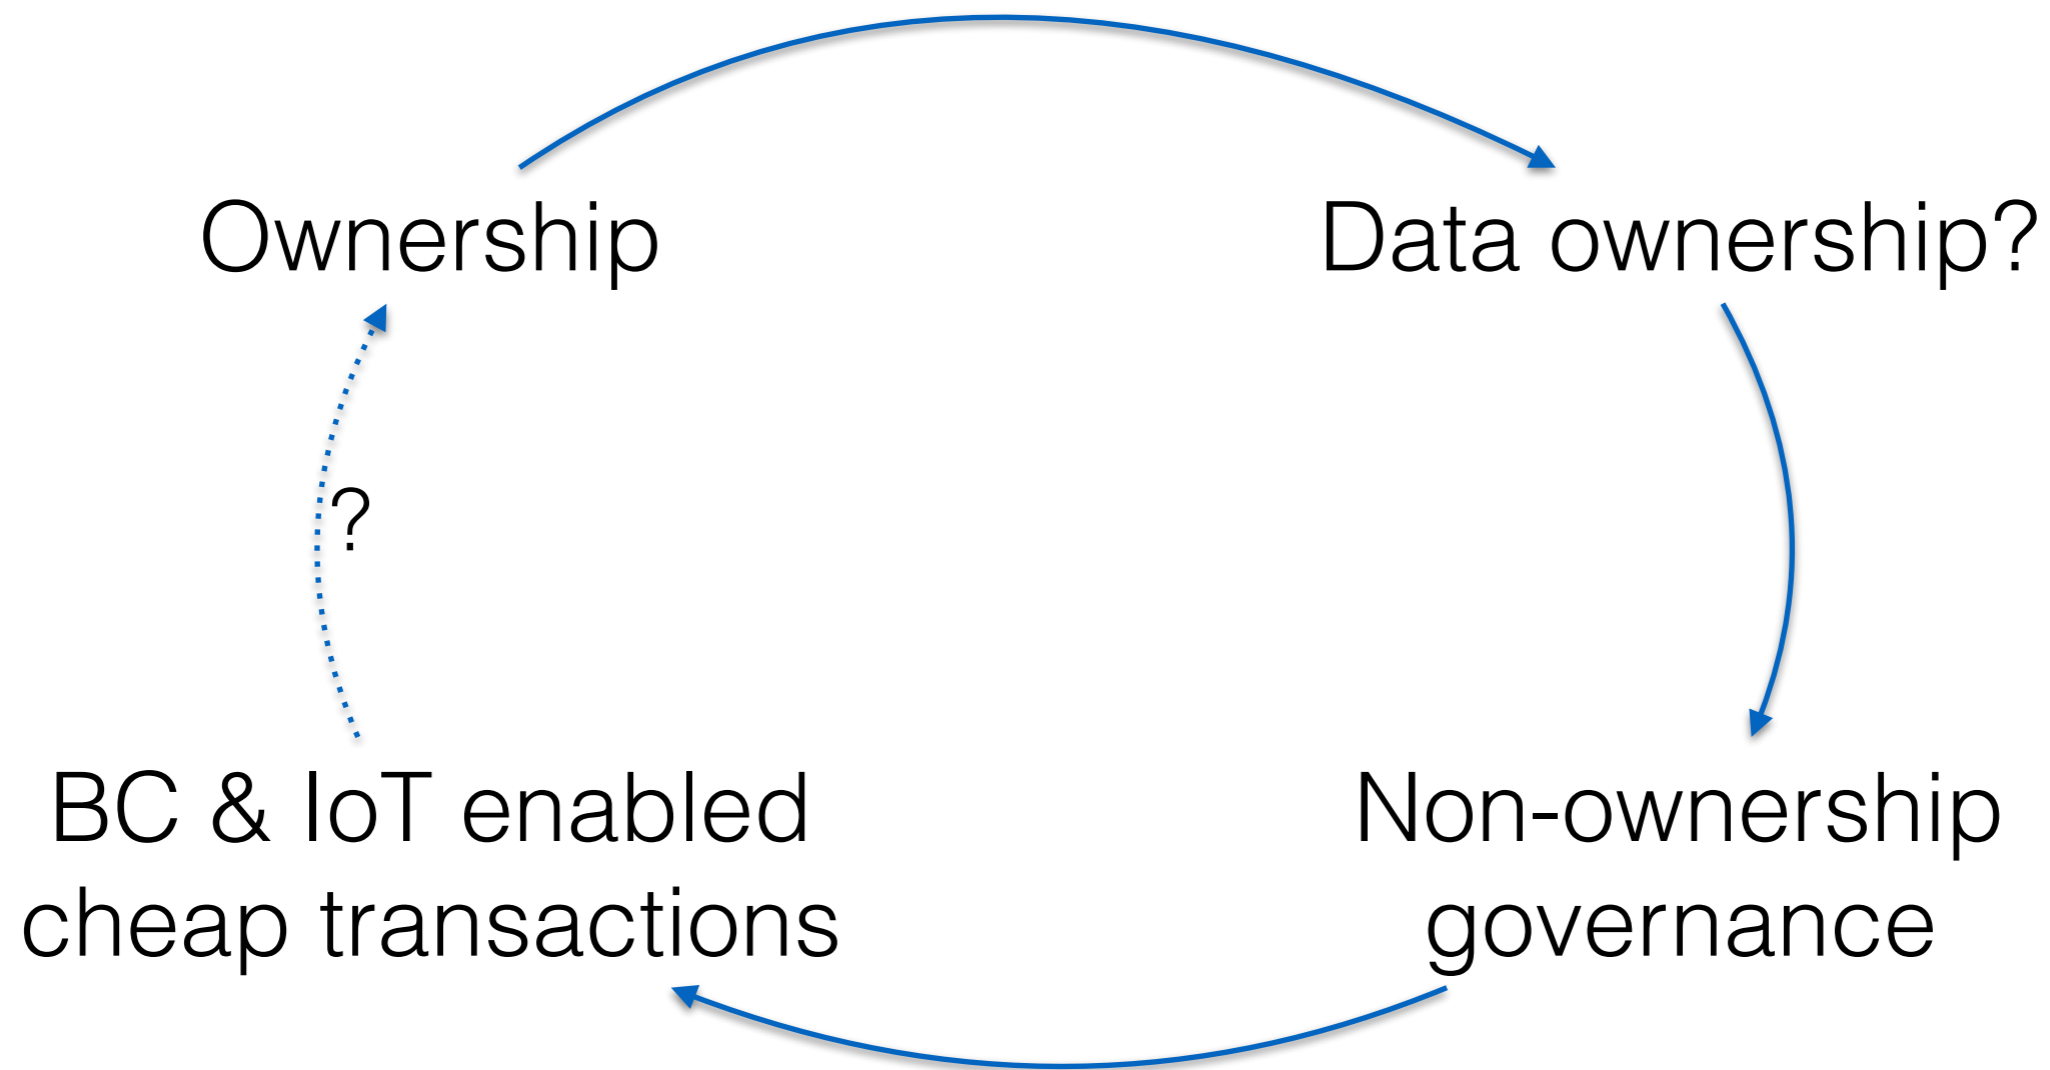 Ownership
Data ownership?
?
BC & IoT enabled
cheap transactions
Non-ownership
governance